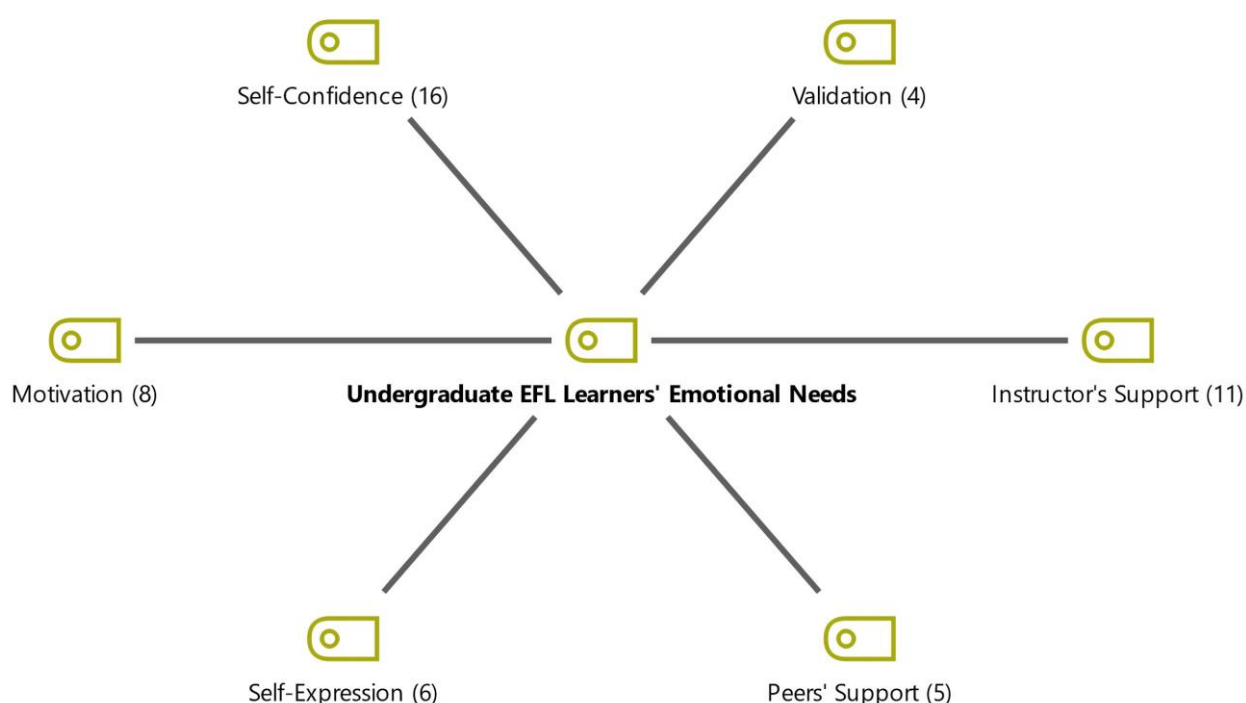 Self-Confidence (16)
Validation (4)
Motivation (8)
Undergraduate EFL Learners' Emotional Needs
Instructor's Support (11)
Self-Expression (6)
Peers' Support (5)